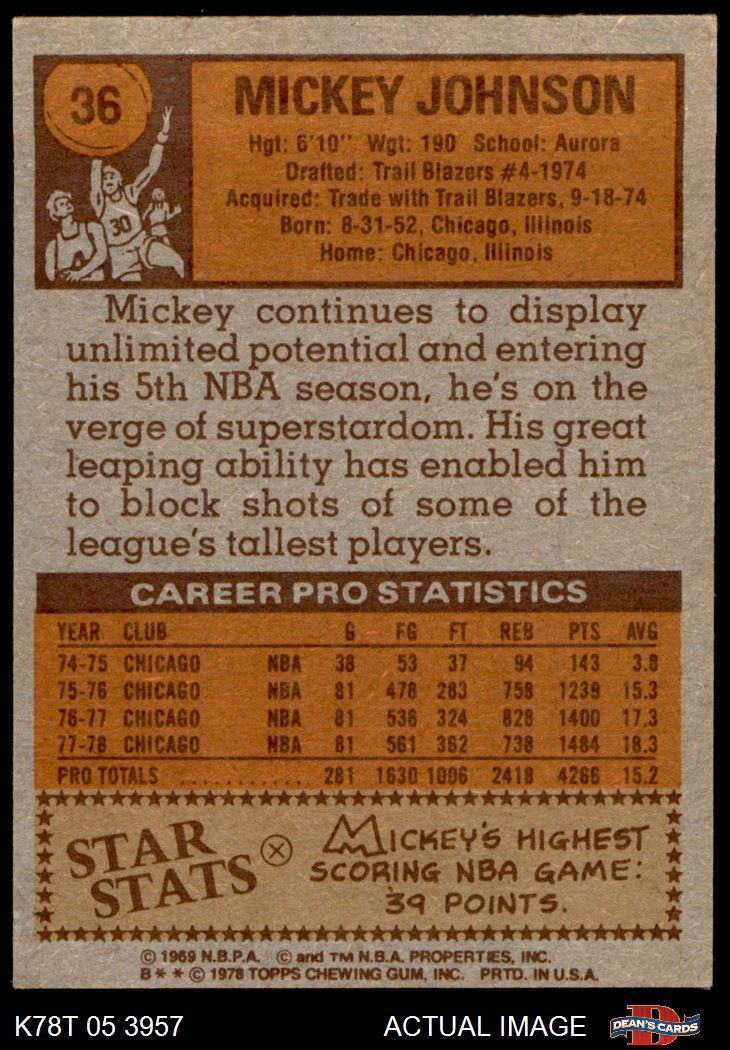 36
MICKEY JOHNSON
Hgt: 6'10" Wgt: 190 School: Aurora
Drafted: Trail Blazers #4-1974
Acquired: Trade with Trail Blazers, 9-18-74
Born: 8-31-52, Chicago, Illinois
Home: Chicago, Illinois
30
4
Mickey continues to display
unlimited potential and entering
his 5th NBA season, he's on the
verge of superstardom. His great
leaping ability has enabled him
to block shots of some of the
league's tallest players.
CAREER PRO STATISTICS
YEAR CLUB G FG FT REB PTS AVG
74-75 CHICAGO NBA 38 53 37 94 143 3.8
75-76 CHICAGO NBA 81 478 283 758 1239 15.3
76-77 CHICAGO NBA 81 538 324 828 1400 17.3
77-78 CHICAGO NBA 81 561 362 738 1484 18.3
PRO TOTALS ........... 281 1630 1006 2418 4266 15.2
STAR
STATS
MICKEY'S HIGHEST
SCORING NBA GAME:
39 POINTS.
© 1969 N.B.P.A. © and TM N.B.A. PROPERTIES, INC.
B * * © 1978 TOPPS CHEWING GUM, INC. PRTD. IN U.S.A.
K78T 05 3957
ACTUAL IMAGE
D
DEAN'S CARDS